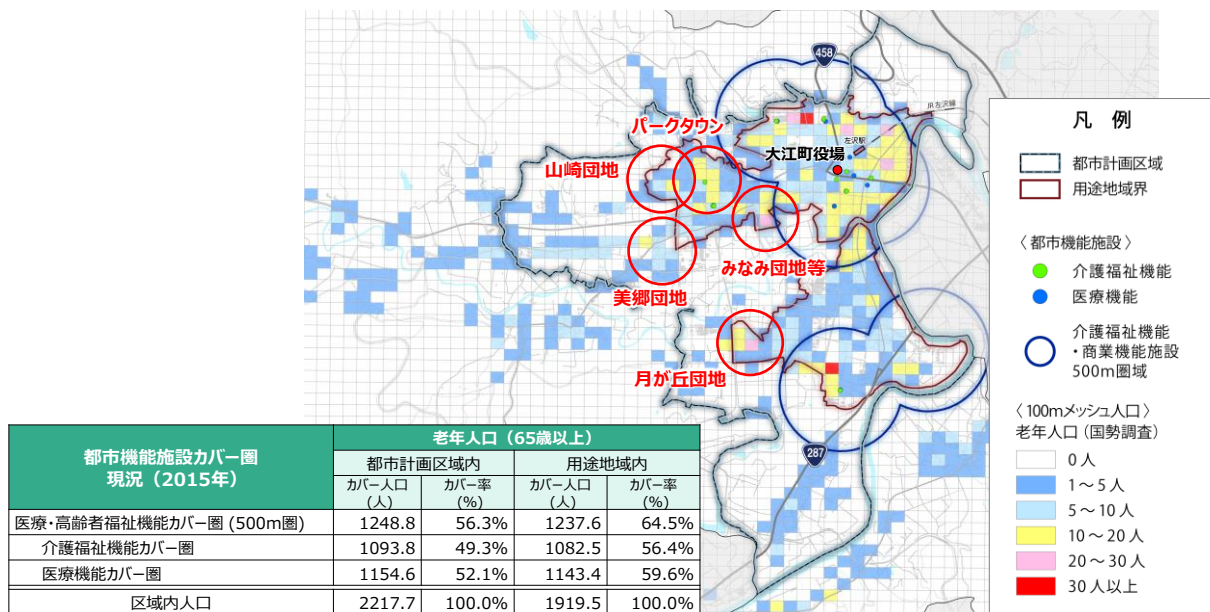 458
JR左沢線
パークタウン
左沢駅
大江町役場
山崎団地
みなみ団地等
美郷団地
月が丘団地
287
凡 例
都市計画区域
用途地域界
〈都市機能施設〉
介護福祉機能
医療機能
介護福祉機能
・商業機能施設
500m圏域
〈100mメッシュ人口〉
老年人口(国勢調査)
0人
1～5人
5～10人
10～20人
20～30人
30人以上
都市機能施設カバー圏
現況（2015年）
老年人口（65歳以上）
都市計画区域内 用途地域内
カバー人口
(人) カバー率
(%) カバー人口
(人) カバー率
(%)
医療・高齢者福祉機能カバー圏 (500m圏) 1248.8 56.3% 1237.6 64.5%
介護福祉機能カバー圏 1093.8 49.3% 1082.5 56.4%
医療機能カバー圏 1154.6 52.1% 1143.4 59.6%
区域内人口 2217.7 100.0% 1919.5 100.0%